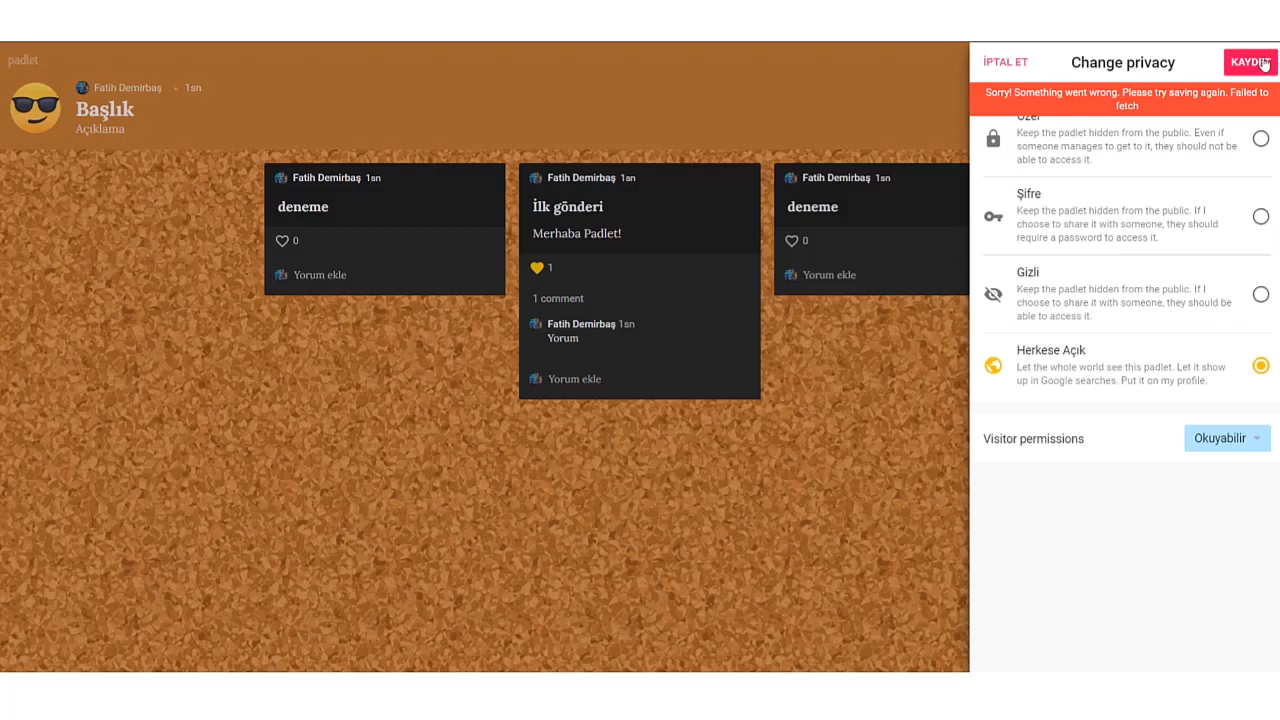 padlet
Fatih Demirbaş • 1sn
Başlık
Açıklama
Fatih Demirbaş 1sn
deneme
0
Yorum ekle
Fatih Demirbaş 1sn
İlk gönderi
Merhaba Padlet!
1
1 comment
Fatih Demirbaş 1sn
Yorum
Yorum ekle
Fatih Demirbaş 1sn
deneme
0
Yorum ekle
İPTAL ET
Change privacy
Sorry! Something went wrong. Please try saving again. Failed to
fetch
Keep the padlet hidden from the public. Even if
someone manages to get to it, they should not be
able to access it.
Şifre
Keep the padlet hidden from the public. If I
choose to share it with someone, they should
require a password to access it.
Gizli
Keep the padlet hidden from the public. If I
choose to share it with someone, they should be
able to access it.
Herkese Açık
Let the whole world see this padlet. Let it show
up in Google searches. Put it on my profile.
Visitor permissions
Okuyabilir